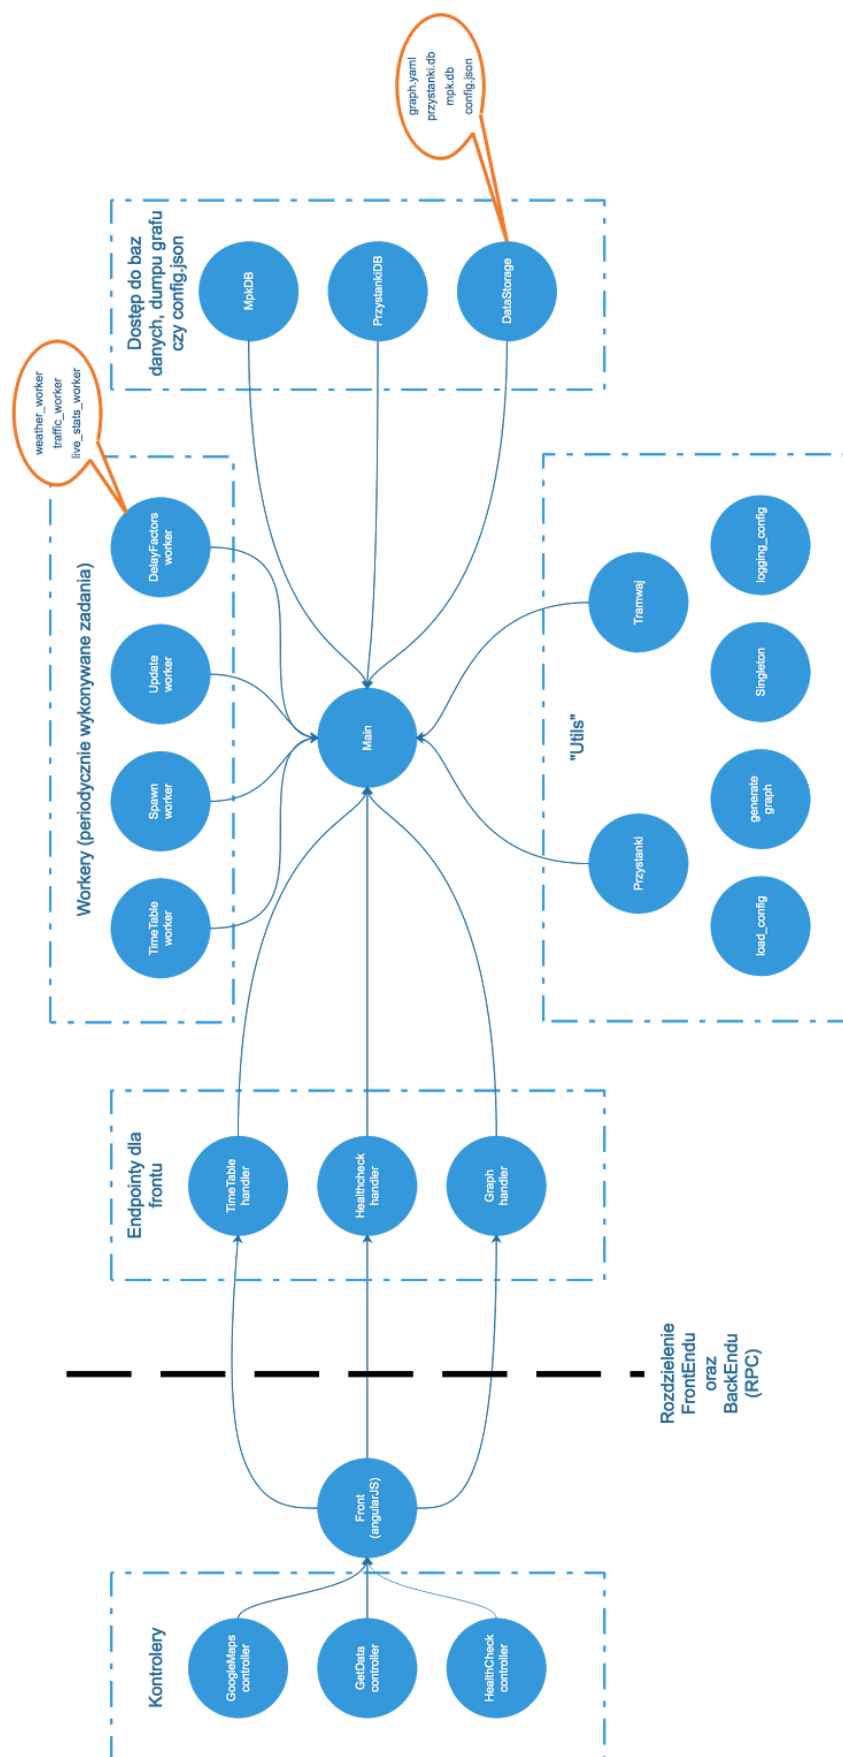 Kontrolery
GoogleMaps
controller
GetData
controller
HealthCheck
controller
Front
(angularJS)
Rozdzielenie
FrontEndu
oraz
BackEndu
(RPC)
Endpointy dla
frontu
TimeTable
handler
Healthcheck
handler
Graph
handler
Workery (periodycznie wykonywane zadania)
TimeTable
worker
Spawn
worker
Update
worker
DelayFactors
worker
weather_worker
traffic_worker
live_stats_worker
Main
"Utils"
Przystanki
Tramwaj
load_config
generate
graph
Singleton
logging_config
Dostęp do baz
danych, dumpu grafu
czy config.json
MpkDB
PrzystankiDB
DataStorage
graph.yaml
przystanki.db
mpk.db
config.json